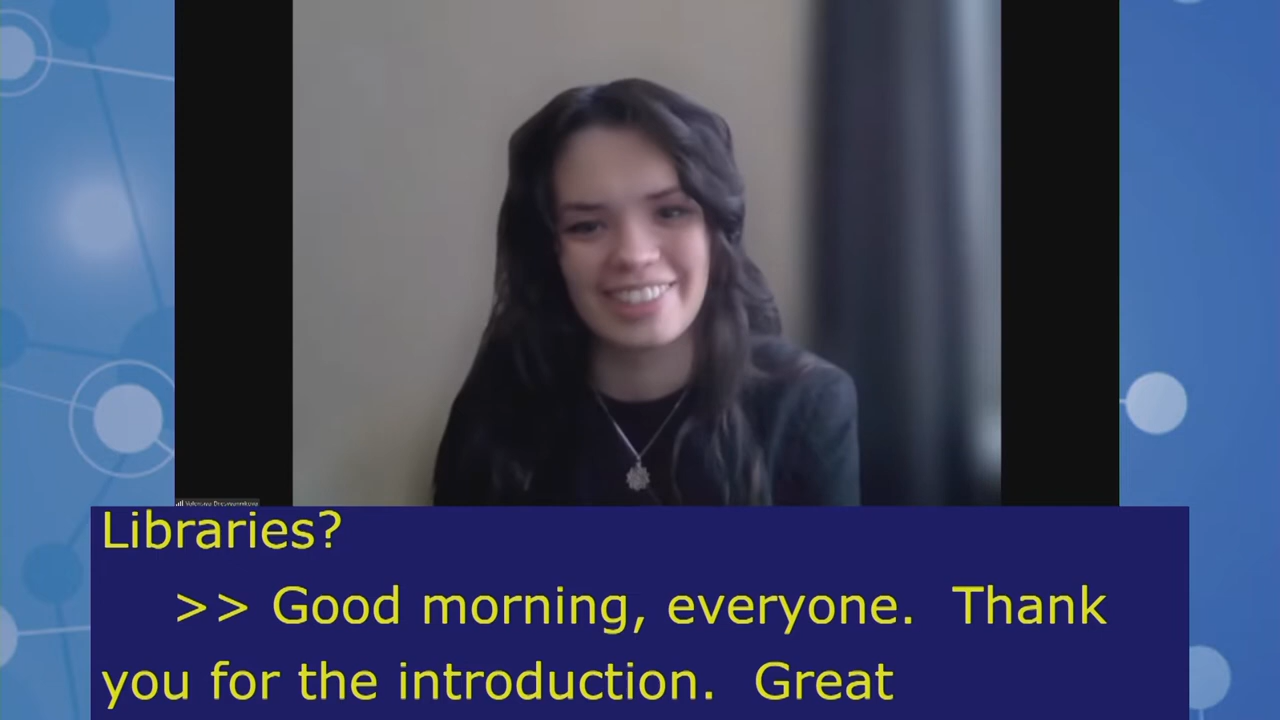 Libraries?
>> Good morning, everyone. Thank
you for the introduction. Great